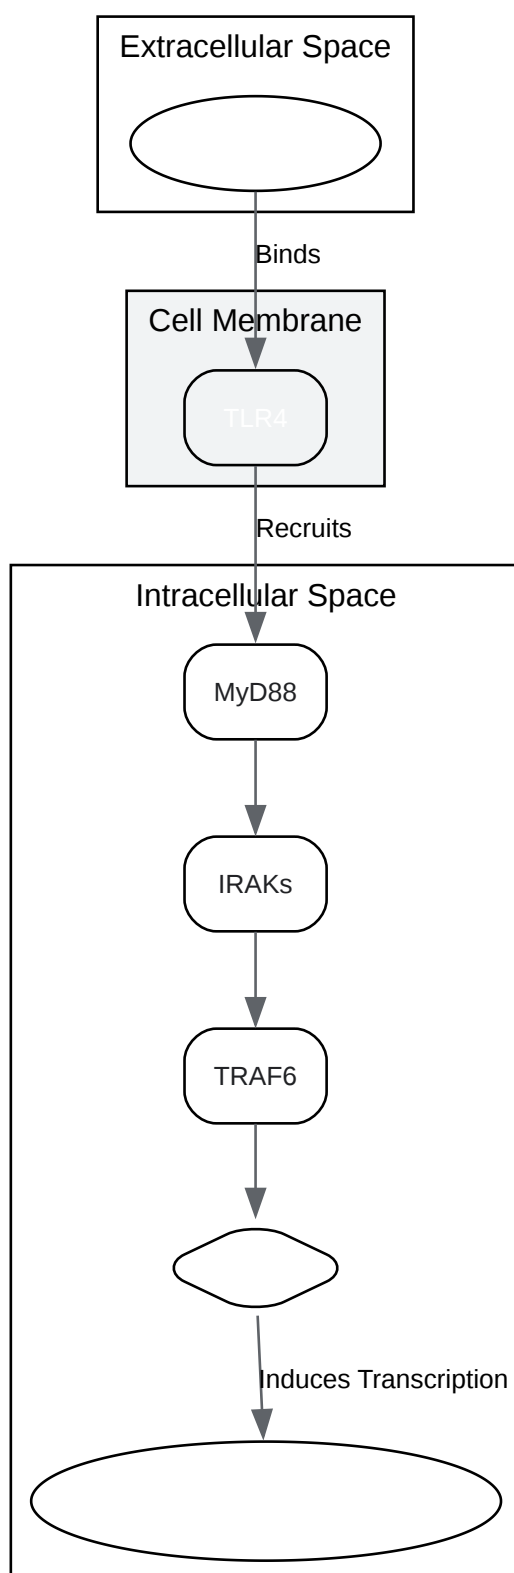 Extracellular Space
Binds
Cell Membrane
TLR4
Recruits
Intracellular Space
MyD88
IRAKs
TRAF6
Induces Transcription